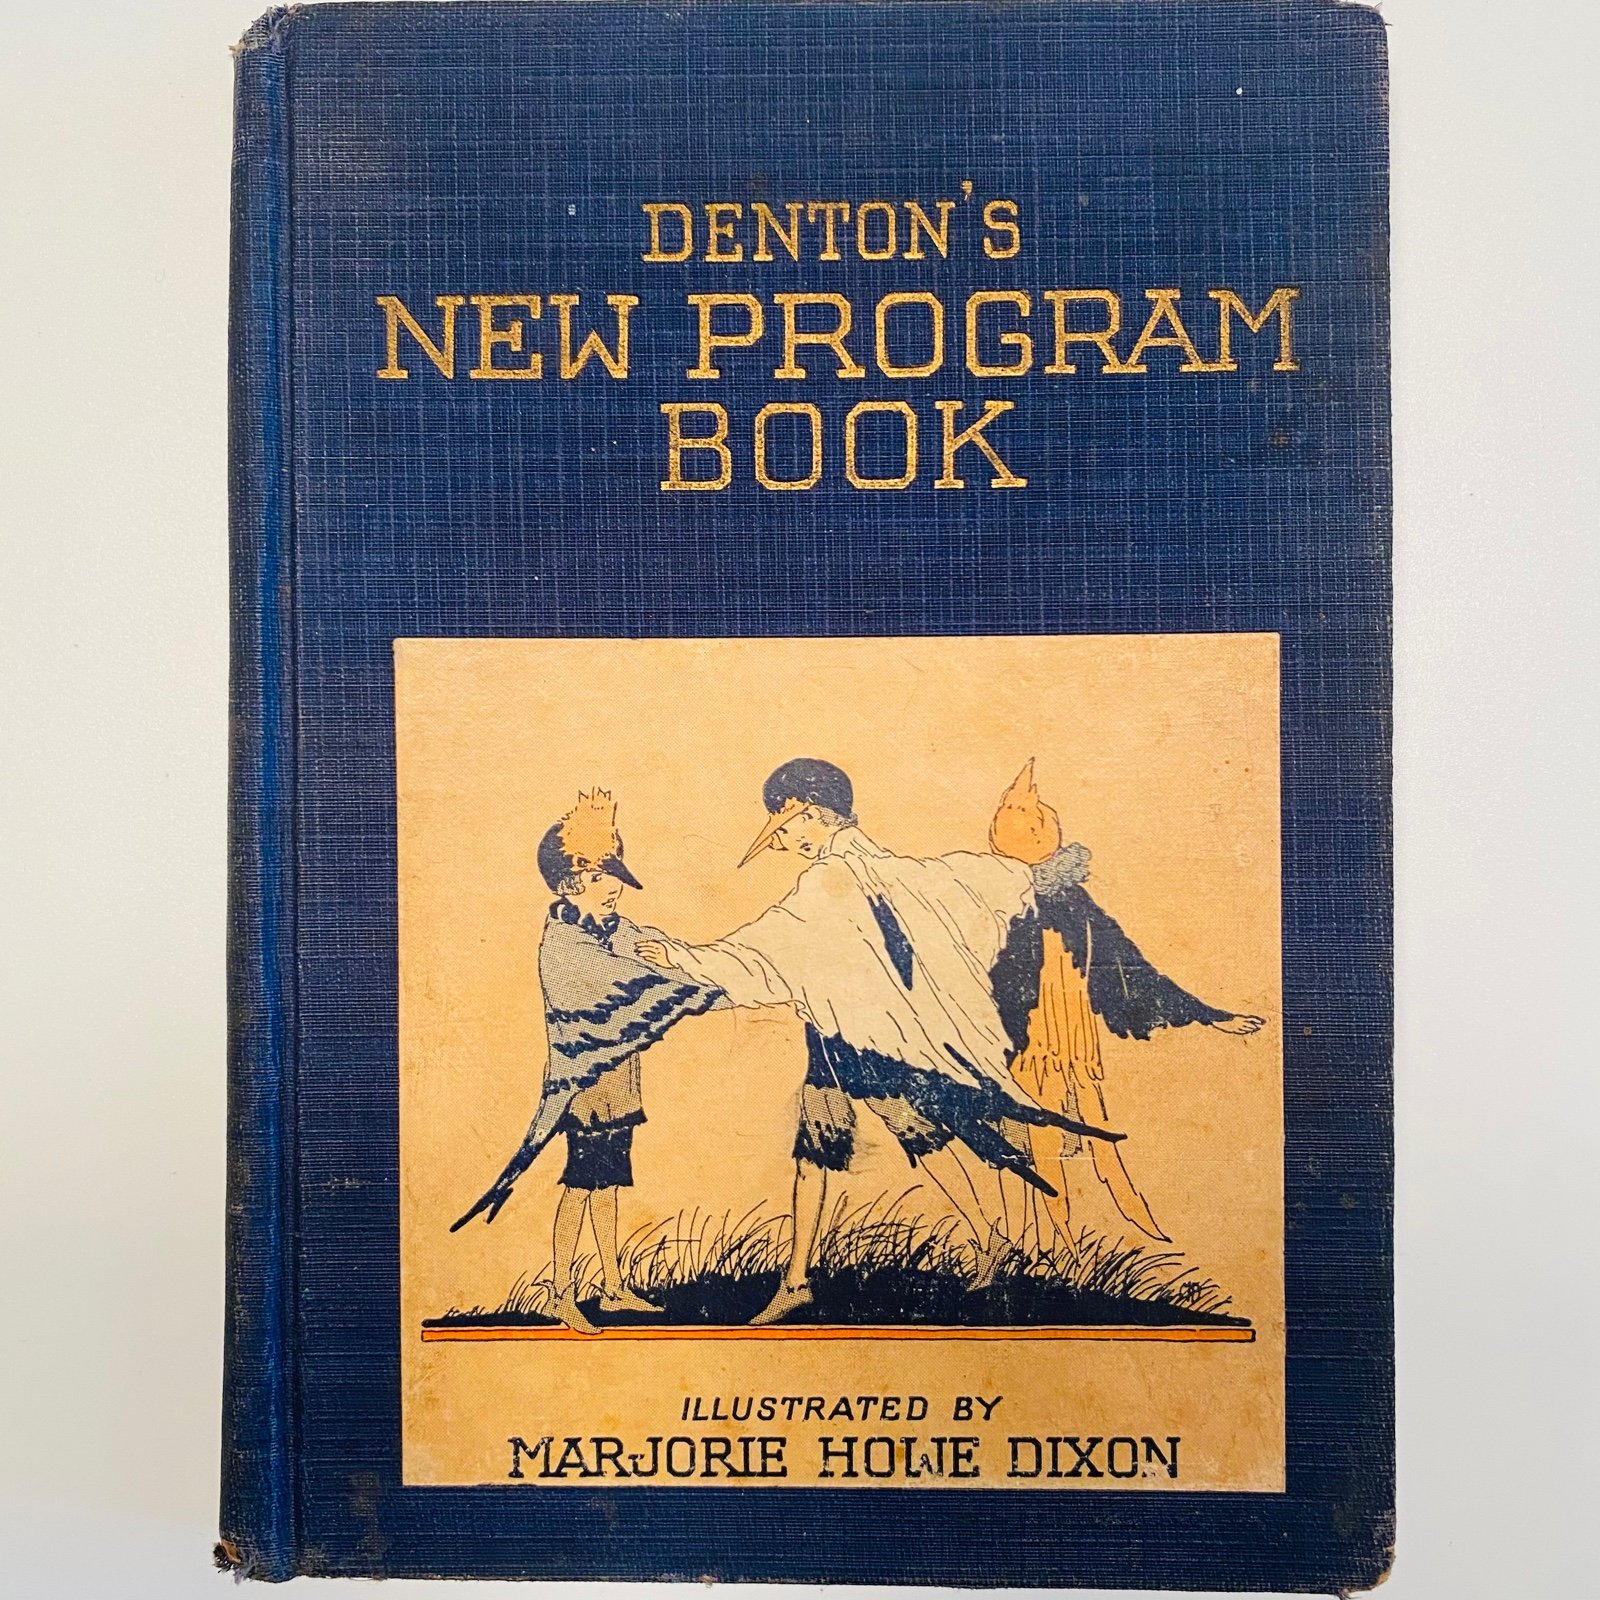 DENTON'S
NEW PROGRAM
BOOK
ILLUSTRATED BY
MARJORIE HOWE DIXON